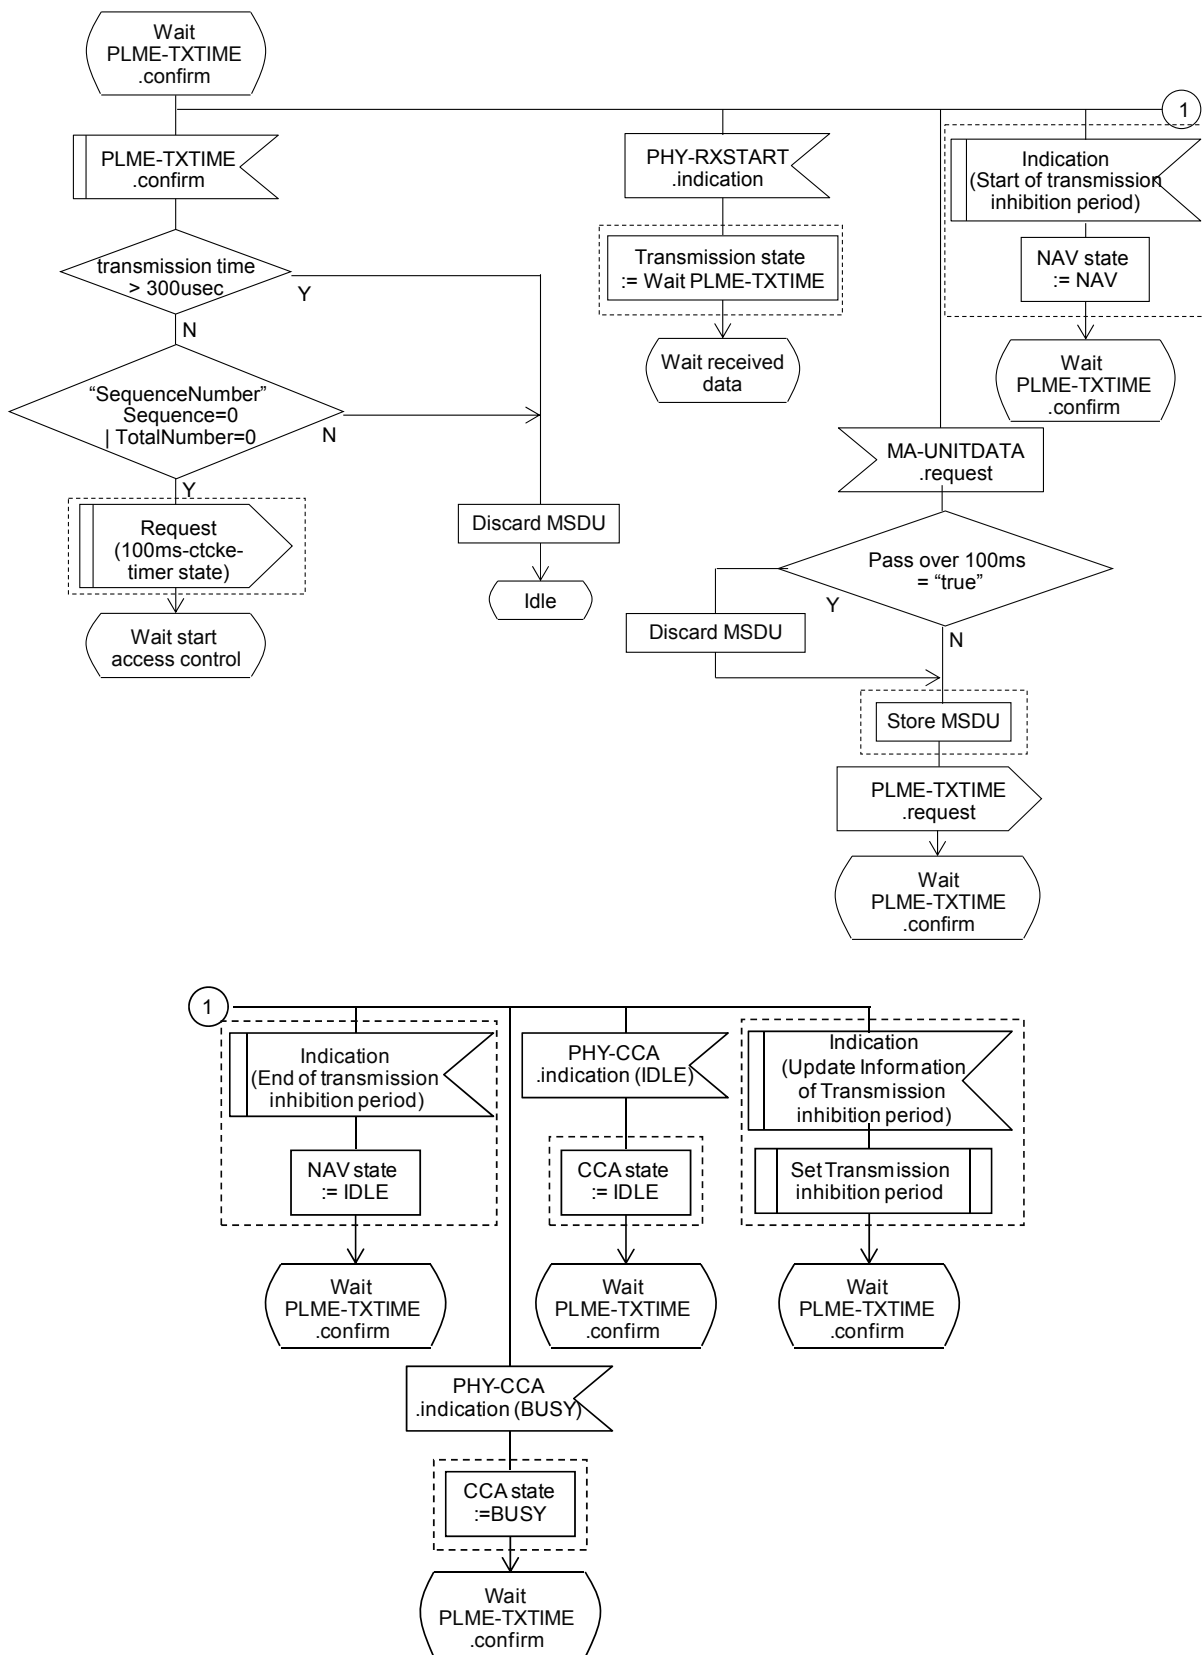 Wait
PLME-TXTIME
.confirm
1
PLME-TXTIME
.confirm
PHY-RXSTART
.indication
Indication
(Start of transmission
inhibition period)
transmission time
> 300usec
Y
N
Transmission state
:= Wait PLME-TXTIME
NAV state
:= NAV
Wait received
data
Wait
PLME-TXTIME
.confirm
“SequenceNumber”
Sequence=0
| TotalNumber=0
N
Y
MA-UNITDATA
.request
Request
(100ms-ctcke-
timer state)
Discard MSDU
Pass over 100ms
= “true”
Y
N
Idle
Wait start
access control
Discard MSDU
Store MSDU
PLME-TXTIME
.request
Wait
PLME-TXTIME
.confirm
1
Indication
(End of transmission
inhibition period)
PHY-CCA
.indication (IDLE)
Indication
(Update Information
of Transmission
inhibition period)
NAV state
:= IDLE
CCA state
:= IDLE
Set Transmission
inhibition period
Wait
PLME-TXTIME
.confirm
Wait
PLME-TXTIME
.confirm
Wait
PLME-TXTIME
.confirm
PHY-CCA
.indication (BUSY)
CCA state
:=BUSY
Wait
PLME-TXTIME
.confirm